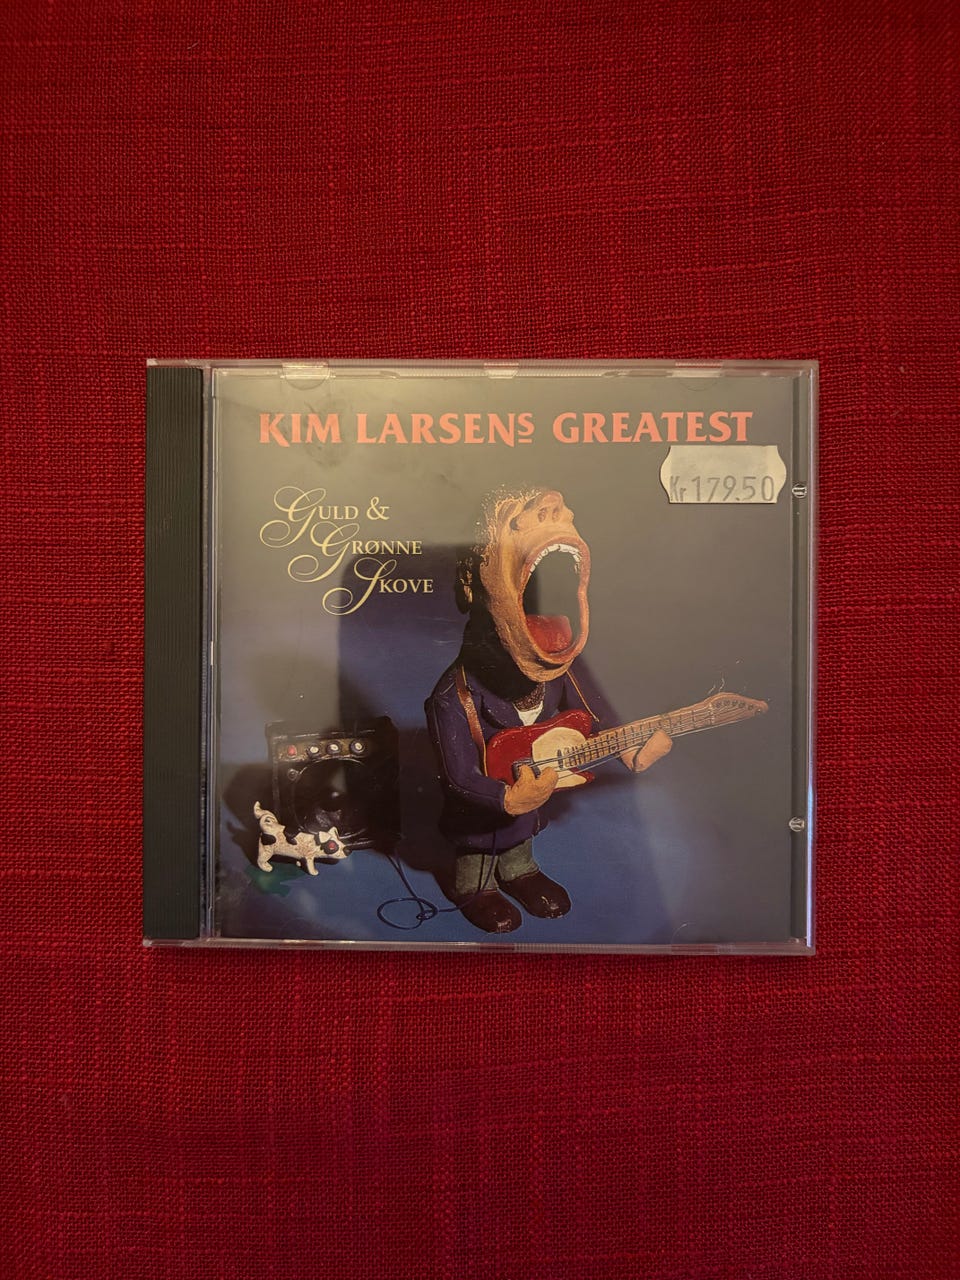 KIM LARSENS GREATEST
Kr 179.50
GULD &
GRØNNE
SKOVE